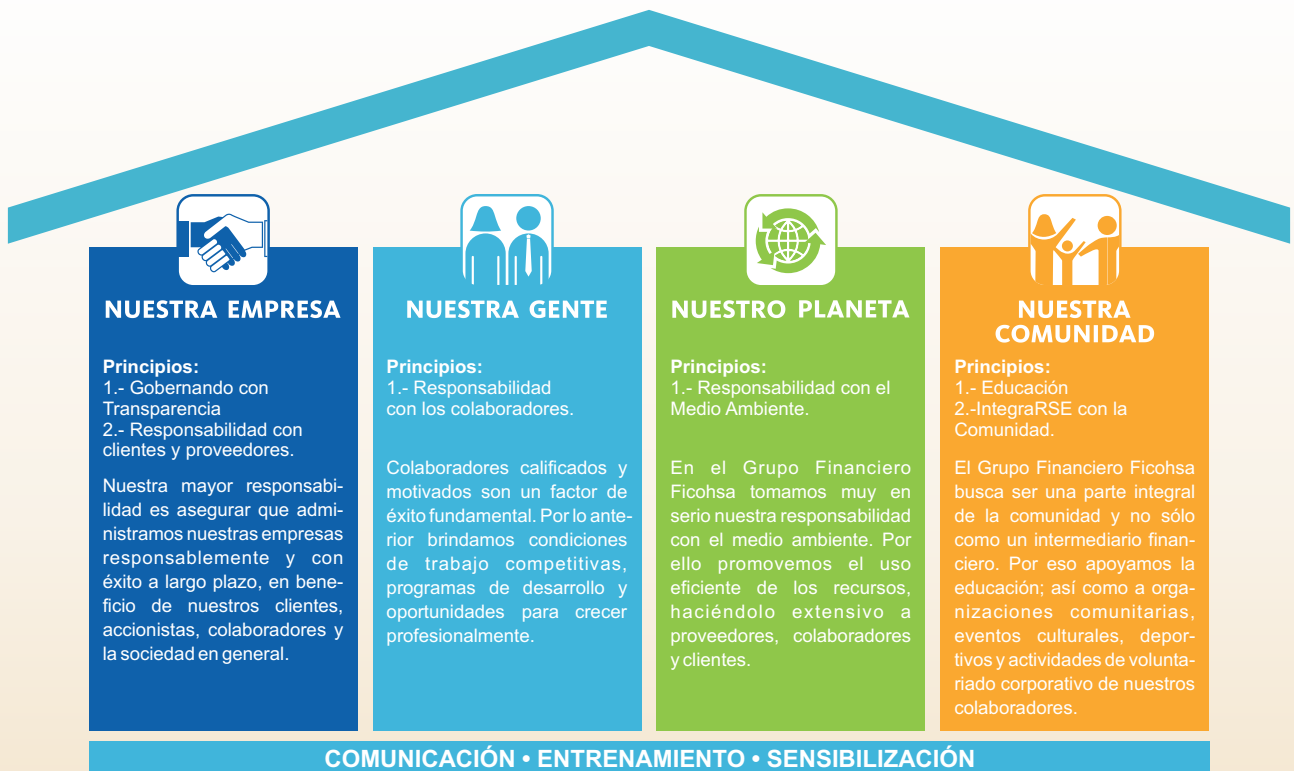 NUESTRA EMPRESA
Principios:
1.- Gobernando con
Transparencia
2.- Responsabilidad con
clientes y proveedores.
Nuestra mayor responsabi-
lidad es asegurar que admi-
nistramos nuestras empresas
responsablemente y con
éxito a largo plazo, en bene-
ficio de nuestros clientes,
accionistas, colaboradores y
la sociedad en general.
NUESTRA GENTE
Principios:
1.- Responsabilidad
con los colaboradores.
Colaboradores calificados y
motivados son un factor de
éxito fundamental. Por lo ante-
rior brindamos condiciones
de trabajo competitivas,
programas de desarrollo y
oportunidades para crecer
profesionalmente.
NUESTRO PLANETA
Principios:
1.- Responsabilidad con el
Medio Ambiente.
En el Grupo Financiero
Ficohsa tomamos muy en
serio nuestra responsabilidad
con el medio ambiente. Por
ello promovemos el uso
eficiente de los recursos,
haciéndolo extensivo a
proveedores, colaboradores
y clientes.
NUESTRA
COMUNIDAD
Principios:
1.- Educación
2.-IntegraRSE con la
Comunidad.
El Grupo Financiero Ficohsa
busca ser una parte integral
de la comunidad y no sólo
como un intermediario finan-
ciero. Por eso apoyamos la
educación; así como a orga-
nizaciones comunitarias,
eventos culturales, depor-
tivos y actividades de volunta-
riado corporativo de nuestros
colaboradores.
COMUNICACIÓN • ENTRENAMIENTO • SENSIBILIZACIÓN